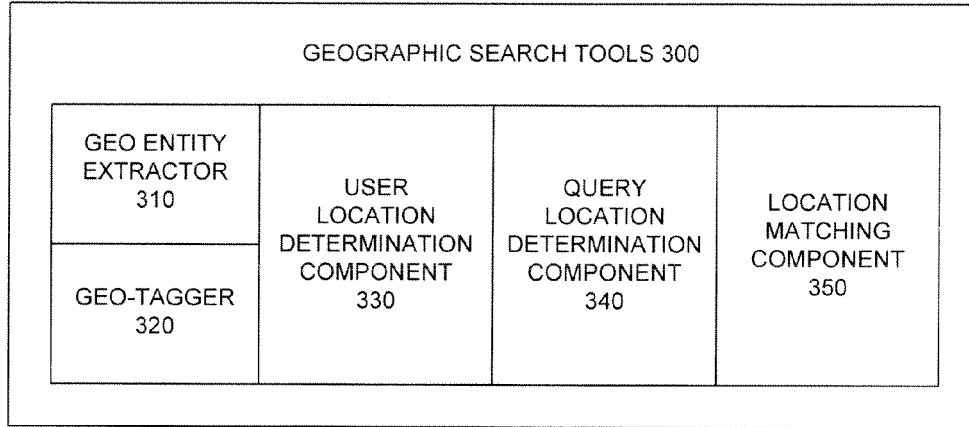 GEOGRAPHIC SEARCH TOOLS 300
GEO ENTITY
EXTRACTOR
310
GEO-TAGGER
320
USER
LOCATION
DETERMINATION
COMPONENT
330
QUERY
LOCATION
DETERMINATION
COMPONENT
340
LOCATION
MATCHING
COMPONENT
350